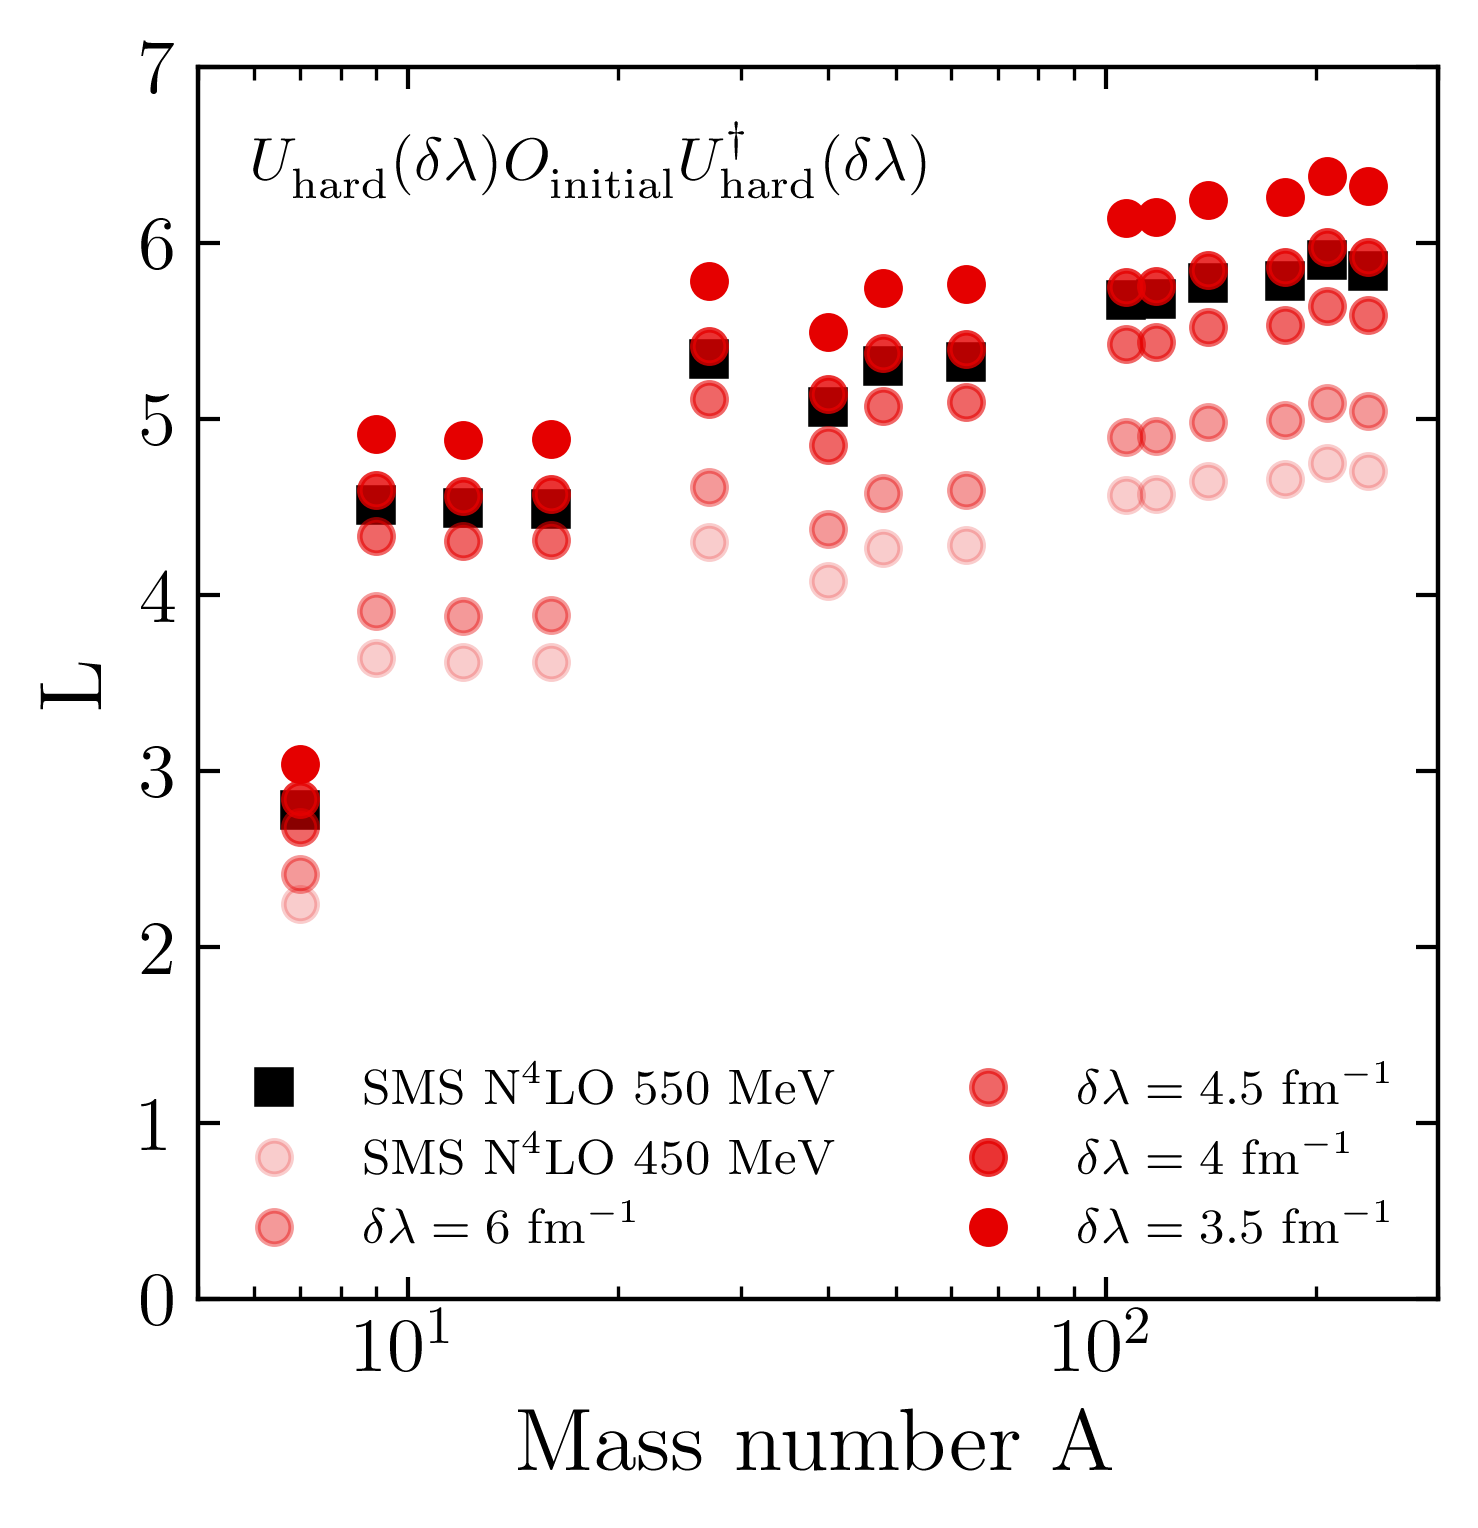 7
U_hard(δλ)O_initial U†_hard(δλ)
6
5
4
L
3
2
1
0
SMS N⁴LO 550 MeV
SMS N⁴LO 450 MeV
δλ = 6 fm⁻¹
δλ = 4.5 fm⁻¹
δλ = 4 fm⁻¹
δλ = 3.5 fm⁻¹
10¹ 10²
Mass number A